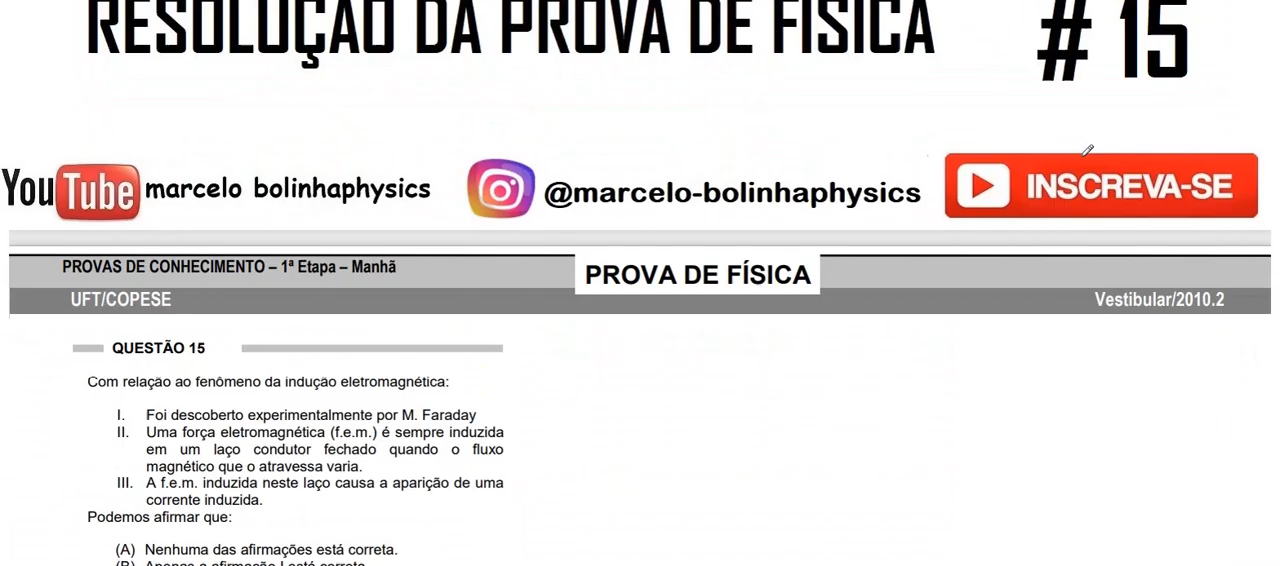 RESOLUÇÃO DA PROVA DE FÍSICA # 15
YouTube marcelo bolinhaphysics @marcelo-bolinhaphysics INSCREVA-SE
PROVAS DE CONHECIMENTO – 1ª Etapa – Manhã PROVA DE FÍSICA
UFT/COPESE Vestibular/2010.2
QUESTÃO 15
Com relação ao fenômeno da indução eletromagnética:
I. Foi descoberto experimentalmente por M. Faraday
II. Uma força eletromagnética (f.e.m.) é sempre induzida
em um laço condutor fechado quando o fluxo
magnético que o atravessa varia.
III. A f.e.m. induzida neste laço causa a aparição de uma
corrente induzida.
Podemos afirmar que:
(A) Nenhuma das afirmações está correta.
(B) Apenas a afirmação I está correta.